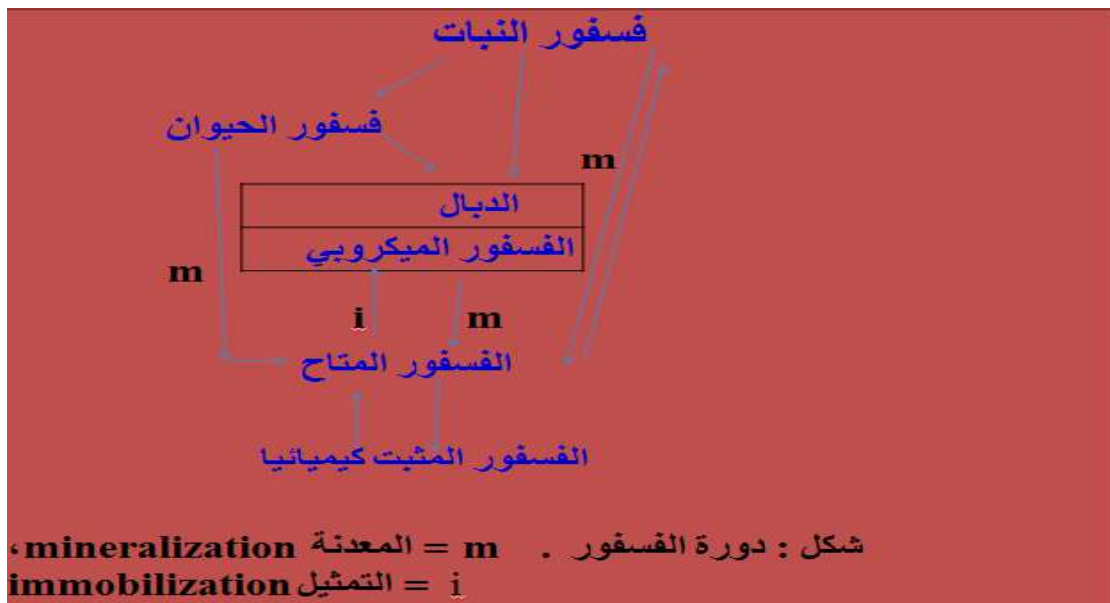 فسفور النبات
فسفور الحيوان
m
الدبال
الفسفور الميكروبي
m
i
m
الفسفور المتاح
الفسفور المثبت كيميائيا
شكل : دورة الفسفور . m = المعدنة mineralization ،
i = التمثيل immobilization